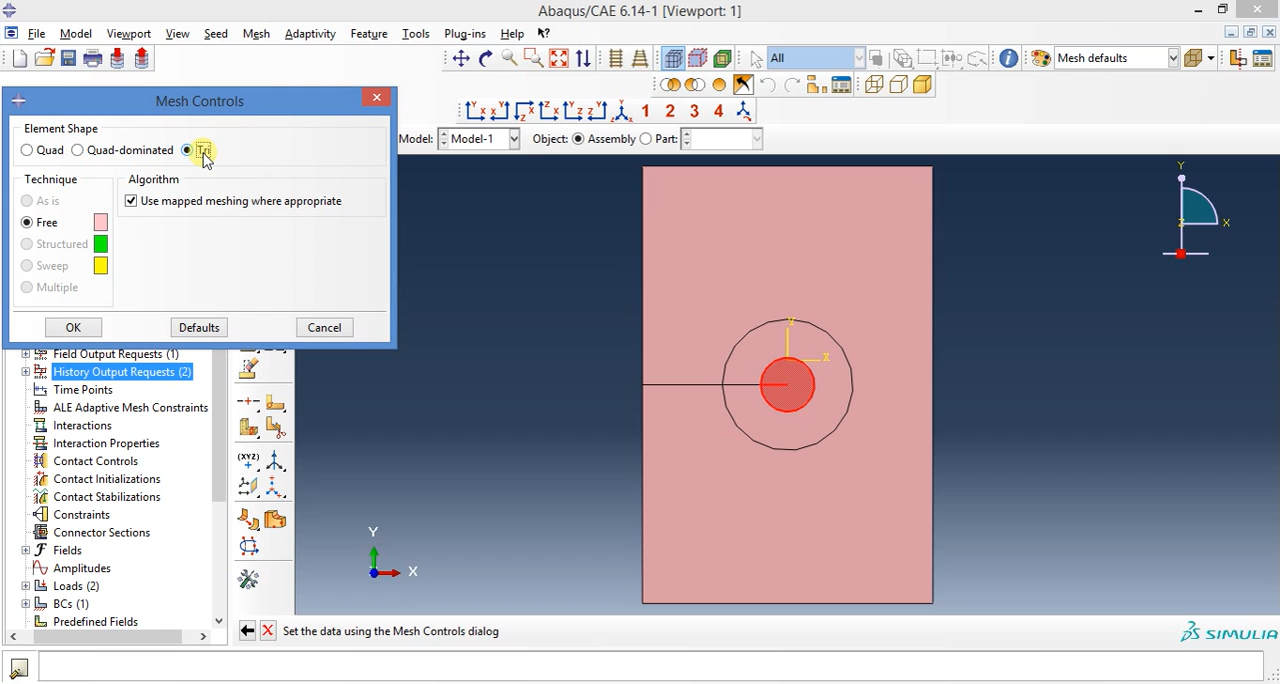 Abaqus/CAE 6.14-1 [Viewport: 1]
File Model Viewport View Seed Mesh Adaptivity Feature Tools Plug-ins Help
All
Mesh defaults
1 2 3 4
Model: Model-1 Object: Assembly Part:
Mesh Controls
Element Shape
Quad Quad-dominated Tri
Technique
Algorithm
As is
Use mapped meshing where appropriate
Free
Structured
Sweep
Multiple
OK Defaults Cancel
Field Output Requests (1)
History Output Requests (2)
Time Points
ALE Adaptive Mesh Constraints
Interactions
Interaction Properties
Contact Controls
Contact Initializations
Contact Stabilizations
Constraints
Connector Sections
Fields
Amplitudes
Loads (2)
BCs (1)
Predefined Fields
(XYZ)
Y
X
Z
Y
X
Y
X
Set the data using the Mesh Controls dialog
SIMULIA